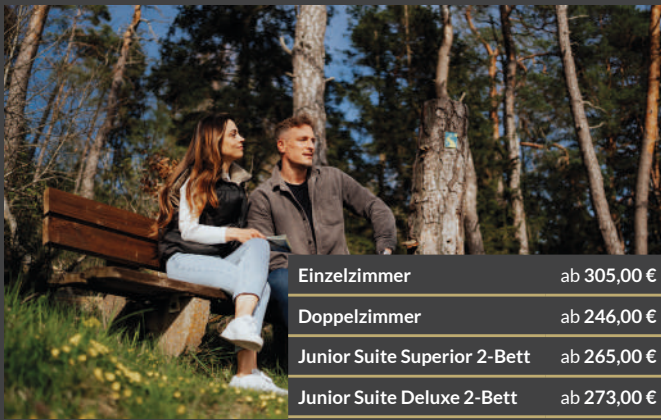 Einzelzimmer ab 305,00 €
Doppelzimmer ab 246,00 €
Junior Suite Superior 2-Bett ab 265,00 €
Junior Suite Deluxe 2-Bett ab 273,00 €